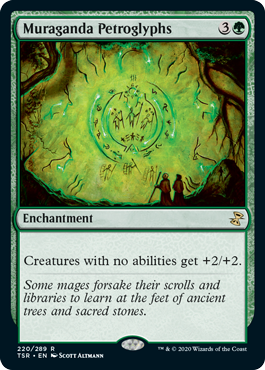 Muraganda Petroglyphs 3
Enchantment
Creatures with no abilities get +2/+2.
Some mages forsake their scrolls and
libraries to learn at the feet of ancient
trees and sacred stones.
220/289 R
TSR • EN SCOTT ALTMANN
™ & © 2020 Wizards of the Coast